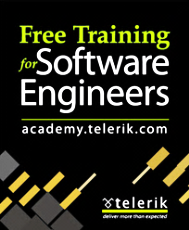 Free Training
for Software
Engineers
academy.telerik.com
telerik
deliver more than expected